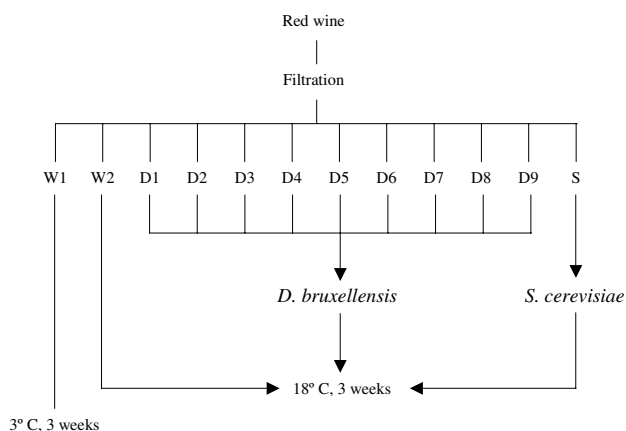 Red wine
Filtration
W1 W2 D1 D2 D3 D4 D5 D6 D7 D8 D9 S
D. bruxellensis S. cerevisiae
18º C, 3 weeks
3º C, 3 weeks